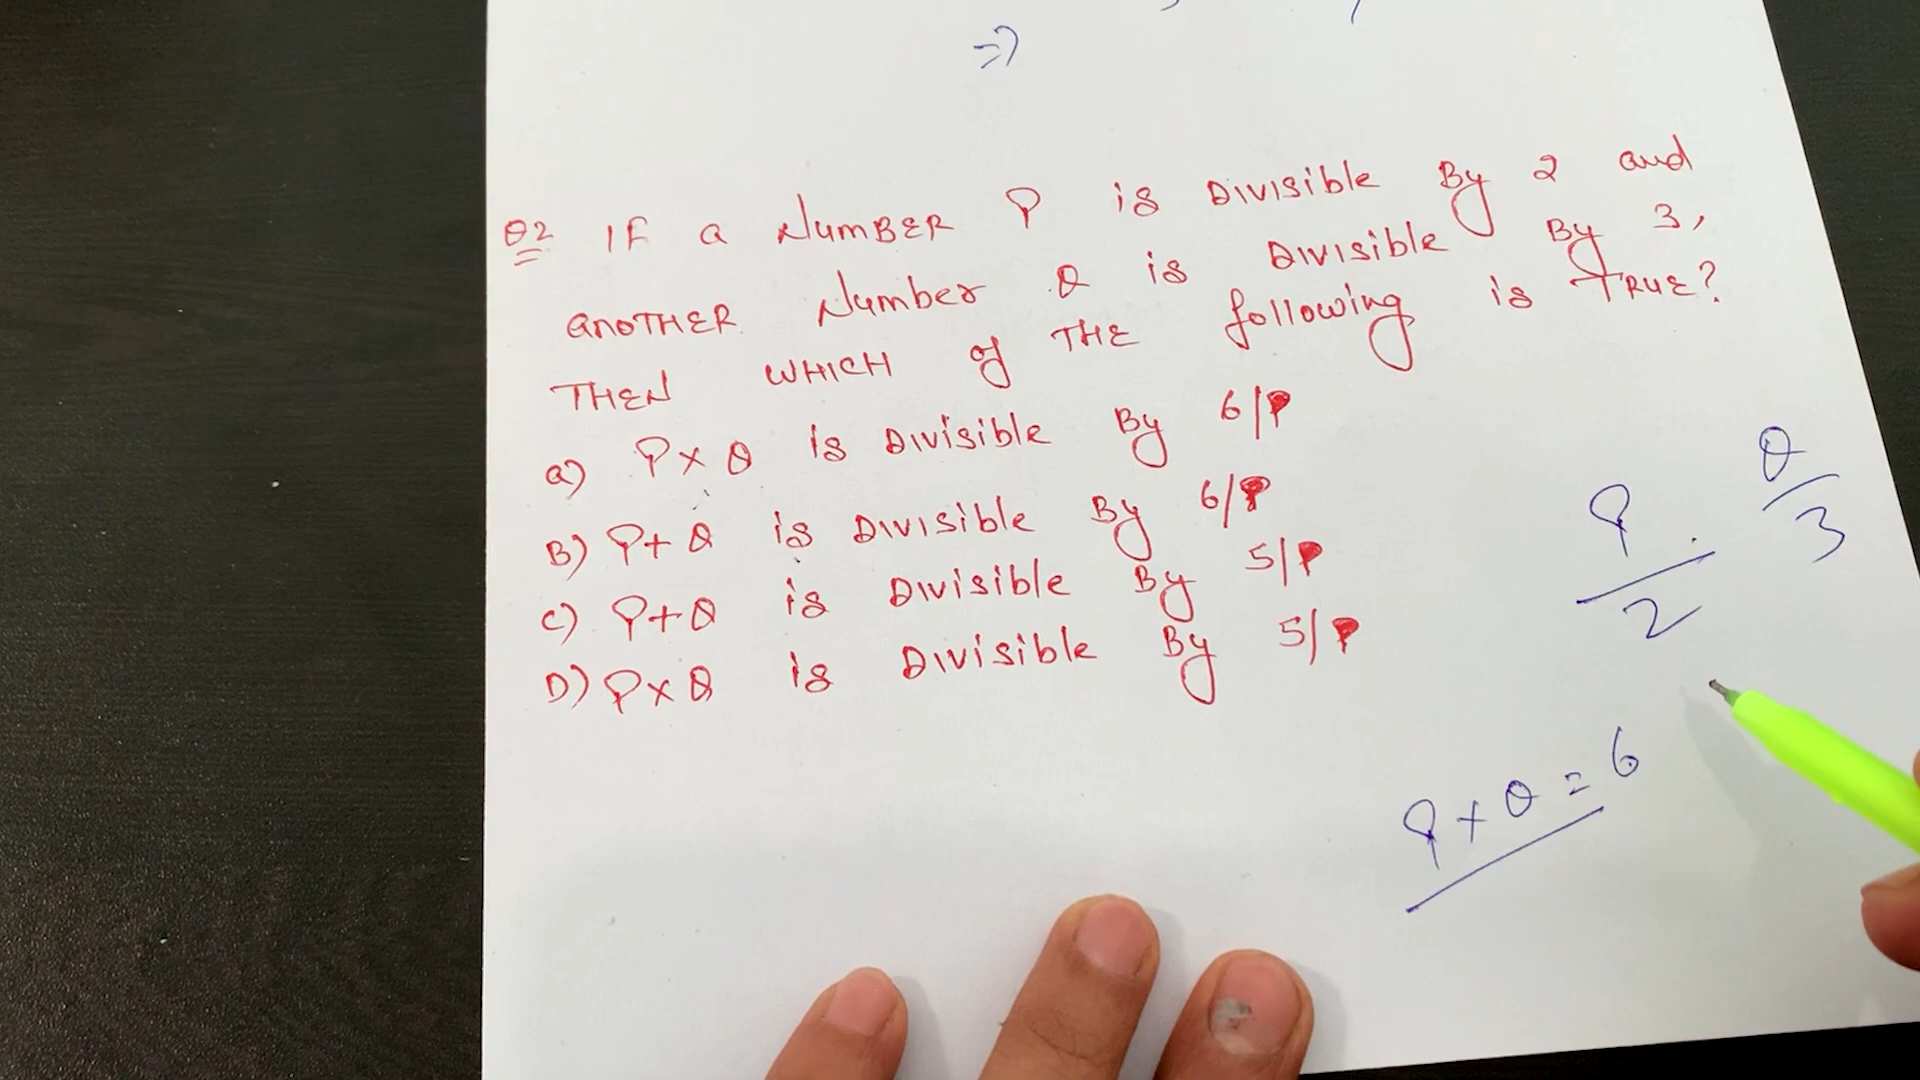 =>
Q2 IF a NumBER P is Divisible By 2 and
anOTHER Number Q is Divisible By 3,
THEN WHICH of THE following is TRUE?
a) P x Q is Divisible By 6/P
B) P + Q is Divisible By 6/P
C) P + Q is Divisible By 5/P
D) P x Q is Divisible By 5/P
P/2 Q/3
P x Q = 6